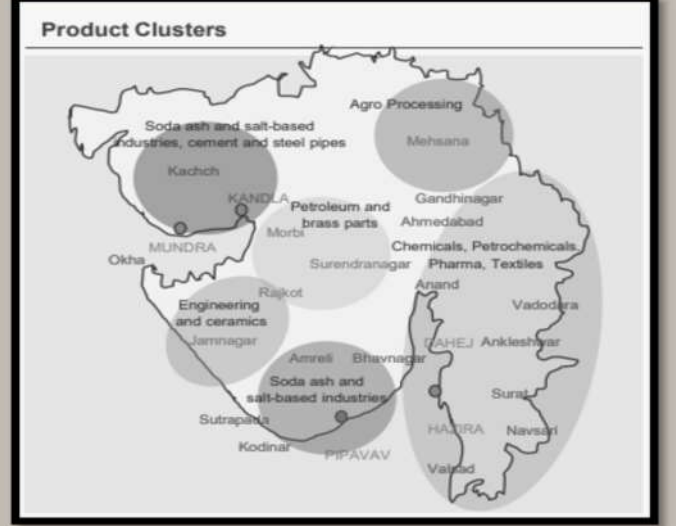 Product Clusters
Agro Processing
Mehsana
Soda ash and salt-based
industries, cement and steel pipes
Kachch
KANDLA
MUNDRA
Okha
Petroleum and
brass parts
Morbi
Surendranagar
Rajkot
Gandhinagar
Ahmedabad
Chemicals, Petrochemicals,
Pharma, Textiles
Anand
Vadodara
Engineering
and ceramics
Jamnagar
DAHEJ
Ankleshwar
Amreli
Bhavnagar
Soda ash and
salt-based industries
Surat
Sutrapada
HAZIRA
Navsari
Kodinar
PIPAVAV
Valsad